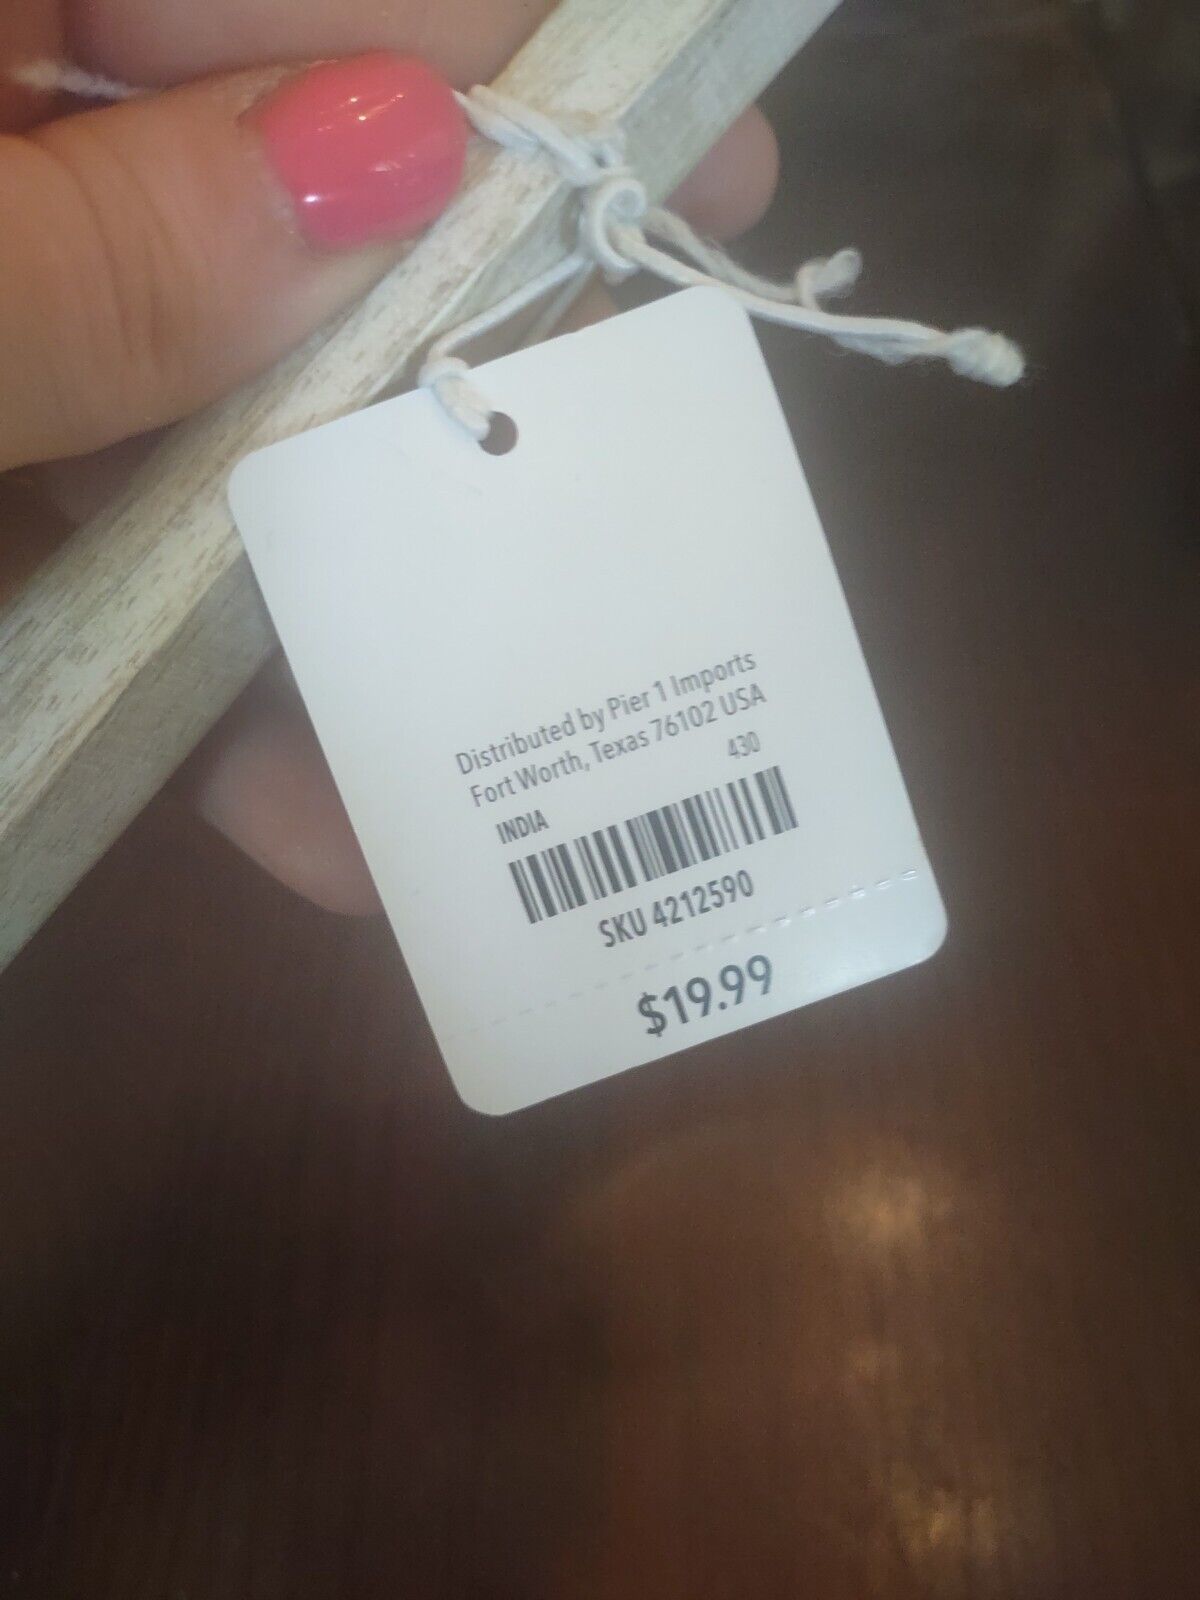 Distributed by Pier 1 Imports
Fort Worth, Texas 76102 USA
430
INDIA
SKU 4212590
$19.99